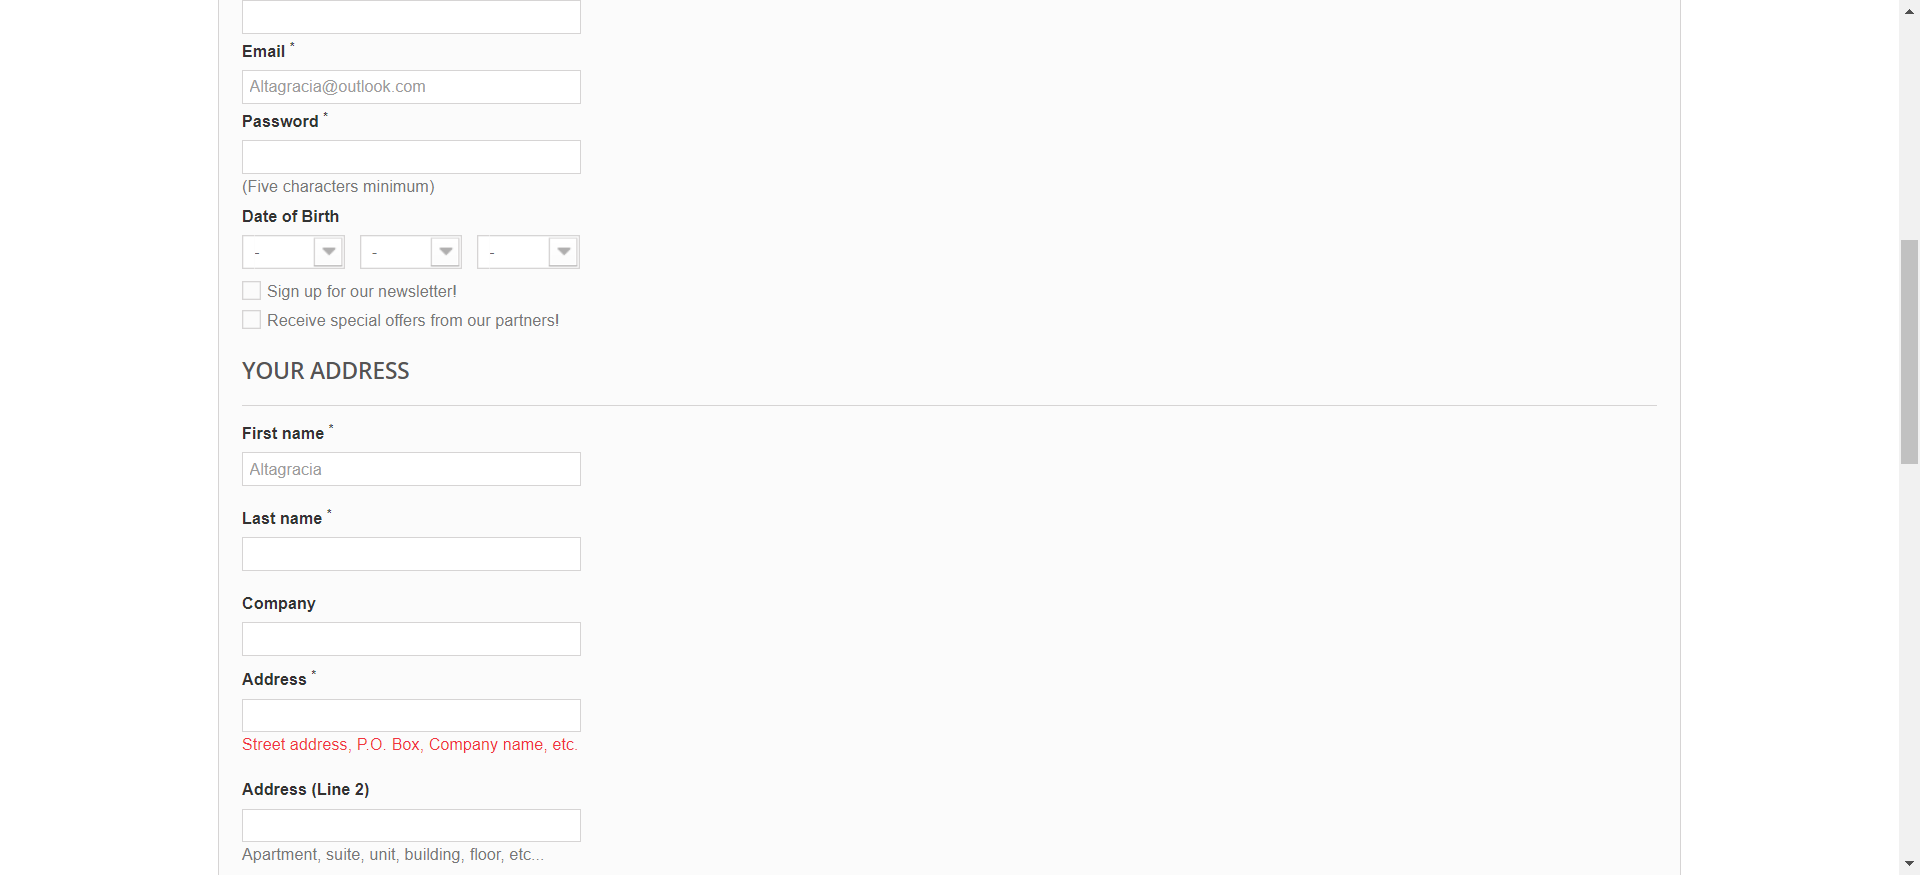 Email *
Altagracia@outlook.com
Password *
(Five characters minimum)
Date of Birth
- - -
Sign up for our newsletter!
Receive special offers from our partners!
YOUR ADDRESS
First name *
Altagracia
Last name *
Company
Address *
Street address, P.O. Box, Company name, etc.
Address (Line 2)
Apartment, suite, unit, building, floor, etc...